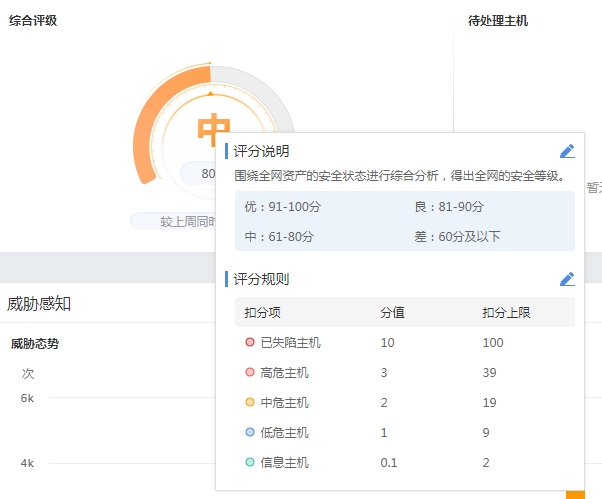 综合评级
待处理主机
中
80
较上周同时
评分说明
围绕全网资产的安全状态进行综合分析，得出全网的安全等级。
优：91-100分 良：81-90分
中：61-80分 差：60分及以下
评分规则
扣分项 分值 扣分上限
已失陷主机 10 100
高危主机 3 39
中危主机 2 19
低危主机 1 9
信息主机 0.1 2
威胁感知
威胁态势
次
6k
4k